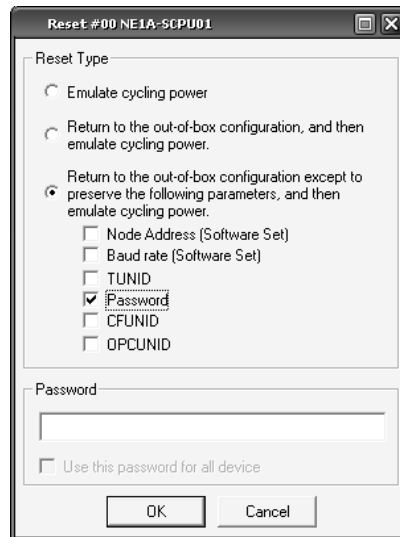 Reset #00 NE1A-SCPU01
Reset Type
Emulate cycling power
Return to the out-of-box configuration, and then
emulate cycling power.
Return to the out-of-box configuration except to
preserve the following parameters, and then
emulate cycling power.
Node Address (Software Set)
Baud rate (Software Set)
TUNID
Password
CFUNID
OPCUNID
Password
Use this password for all device
OK
Cancel